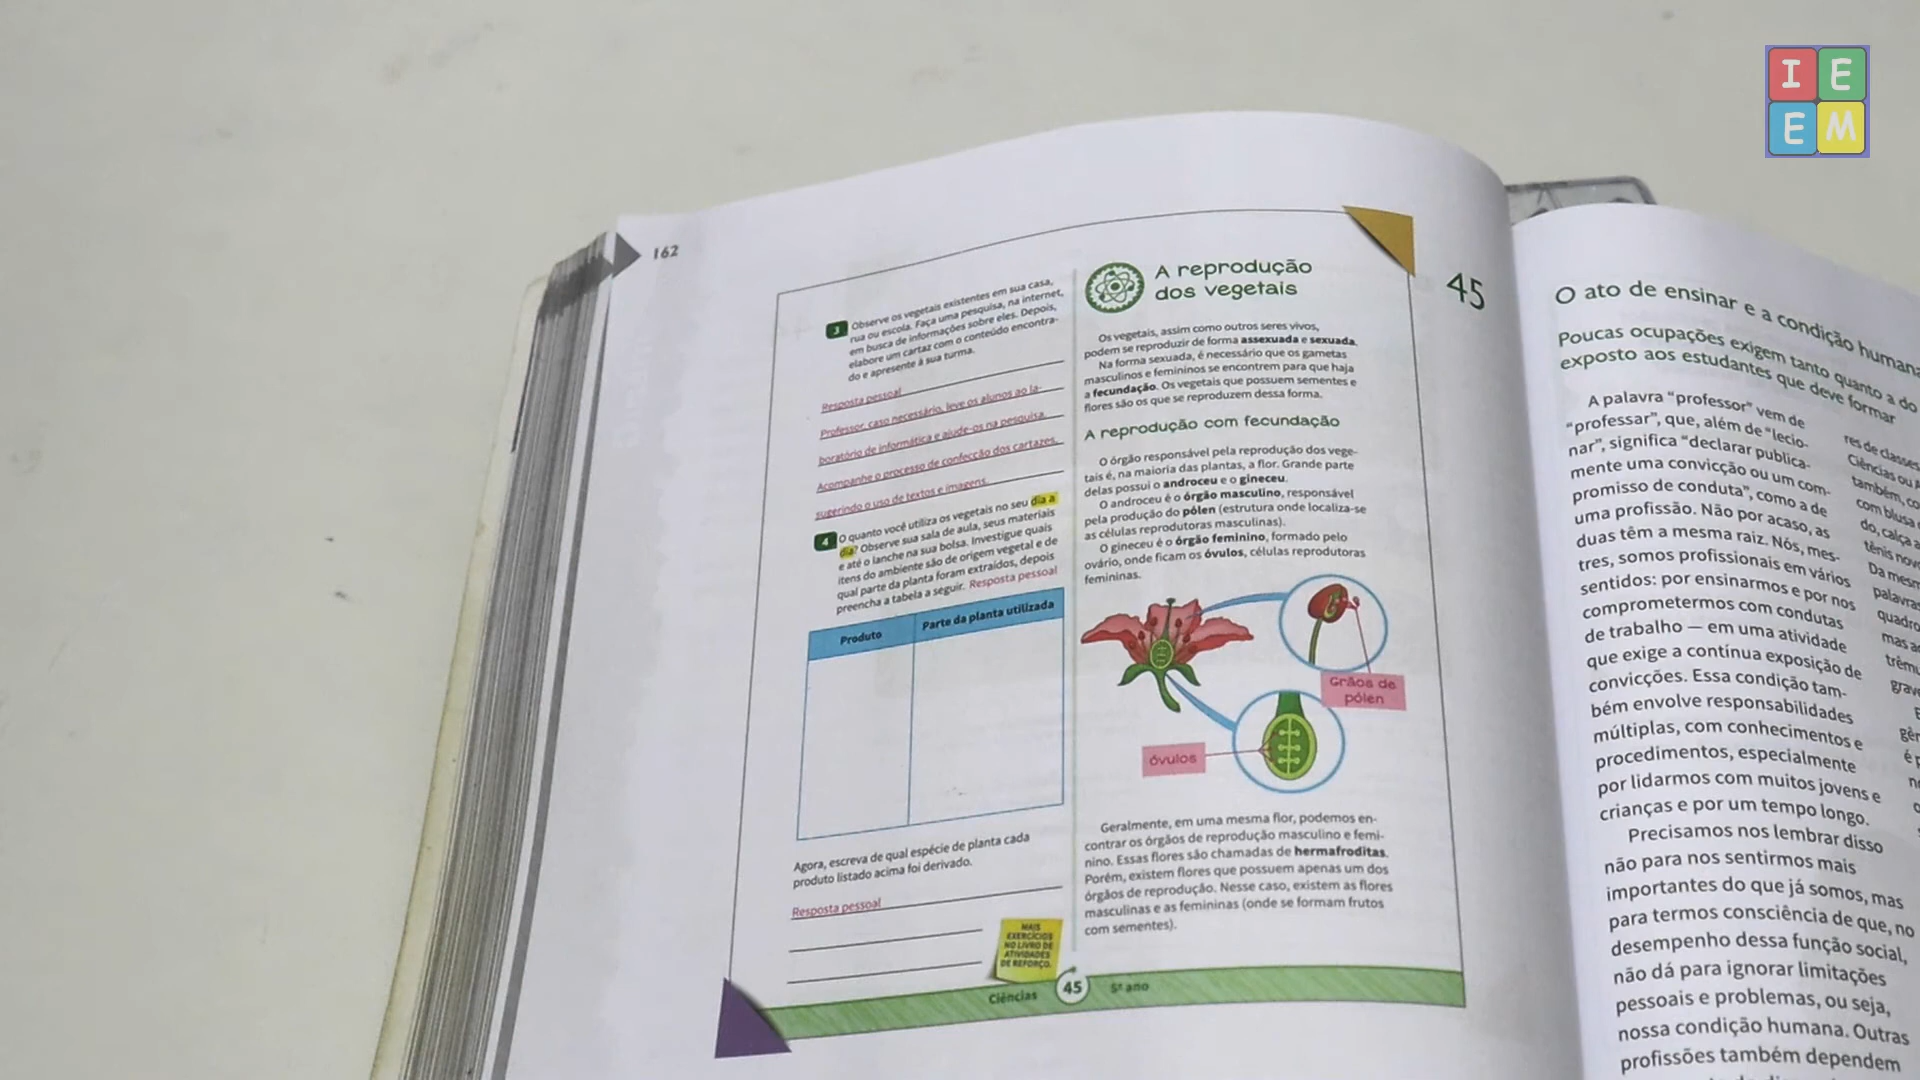 I E
E M
162
3 Observe os vegetais existentes em sua casa,
rua ou escola. Faça uma pesquisa, na internet,
em busca de informações sobre eles. Depois,
elabore um cartaz com o conteúdo encontra-
do e apresente à sua turma.
Resposta pessoal
Professor, caso necessário, leve os alunos ao la-
boratório de informática e ajude-os na pesquisa.
Acompanhe o processo de confecção dos cartazes,
sugerindo o uso de textos e imagens.
4 O quanto você utiliza os vegetais no seu dia a
dia? Observe sua sala de aula, seus materiais
e até o lanche na sua bolsa. Investigue quais
itens do ambiente são de origem vegetal e de
qual parte da planta foram extraídos, depois
preencha a tabela a seguir. Resposta pessoal
Produto Parte da planta utilizada
Agora, escreva de qual espécie de planta cada
produto listado acima foi derivado.
Resposta pessoal
MAIS
EXERCÍCIOS
NO LIVRO DE
ATIVIDADES
DE REFORÇO.
A reprodução
dos vegetais
Os vegetais, assim como outros seres vivos,
podem se reproduzir de forma assexuada e sexuada.
Na forma sexuada, é necessário que os gametas
masculinos e femininos se encontrem para que haja
a fecundação. Os vegetais que possuem sementes e
flores são os que se reproduzem dessa forma.
A reprodução com fecundação
O órgão responsável pela reprodução dos vege-
tais é, na maioria das plantas, a flor. Grande parte
delas possui o androceu e o gineceu.
O androceu é o órgão masculino, responsável
pela produção do pólen (estrutura onde localiza-se
as células reprodutoras masculinas).
O gineceu é o órgão feminino, formado pelo
ovário, onde ficam os óvulos, células reprodutoras
femininas.
Grãos de
pólen
óvulos
Geralmente, em uma mesma flor, podemos en-
contrar os órgãos de reprodução masculino e femi-
nino. Essas flores são chamadas de hermafroditas.
Porém, existem flores que possuem apenas um dos
órgãos de reprodução. Nesse caso, existem as flores
masculinas e as femininas (onde se formam frutos
com sementes).
Ciências 45 5º ano
45
O ato de ensinar e a condição humana
Poucas ocupações exigem tanto quanto a do
exposto aos estudantes que deve formar
A palavra “professor” vem de
“professar”, que, além de “lecio-
nar”, significa “declarar publica-
mente uma convicção ou um com-
promisso de conduta”, como a de
uma profissão. Não por acaso, as
duas têm a mesma raiz. Nós, mes-
tres, somos profissionais em vários
sentidos: por ensinarmos e por nos
comprometermos com condutas
de trabalho — em uma atividade
que exige a contínua exposição de
convicções. Essa condição tam-
bém envolve responsabilidades
múltiplas, com conhecimentos e
procedimentos, especialmente
por lidarmos com muitos jovens e
crianças e por um tempo longo.
Precisamos nos lembrar disso
não para nos sentirmos mais
importantes do que já somos, mas
para termos consciência de que, no
desempenho dessa função social,
não dá para ignorar limitações
pessoais e problemas, ou seja,
nossa condição humana. Outras
profissões também dependem
res de classes
Ciências ou
também, co
com blusa
do, calça a
tênis nov
Da mesm
palavras
quadro
mas a